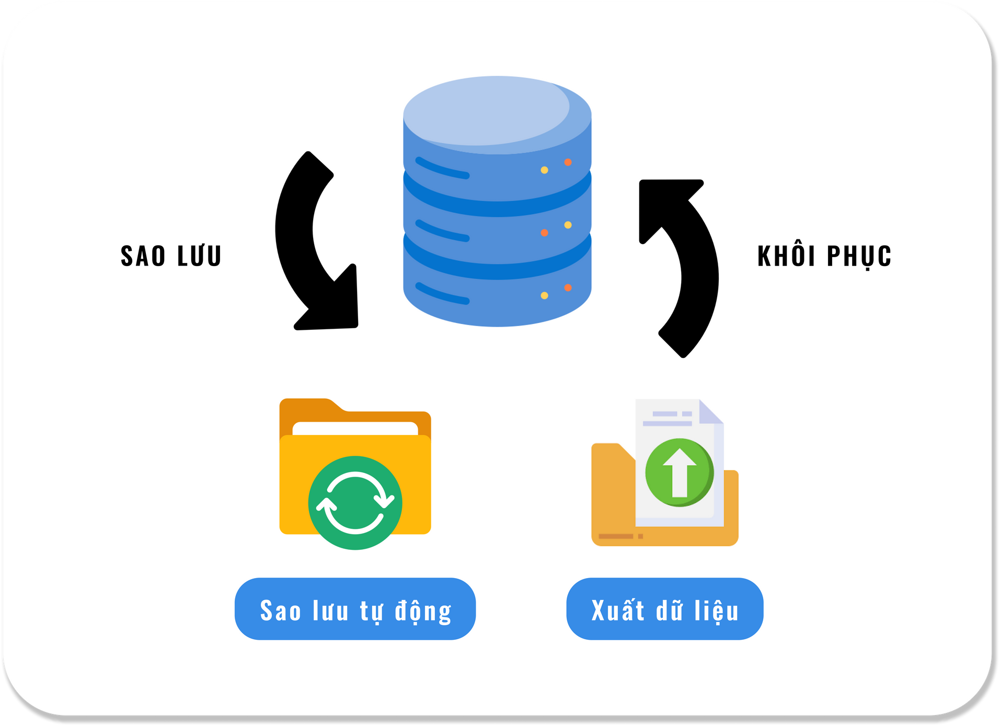 SAO LƯU
KHÔI PHỤC
Sao lưu tự động
Xuất dữ liệu